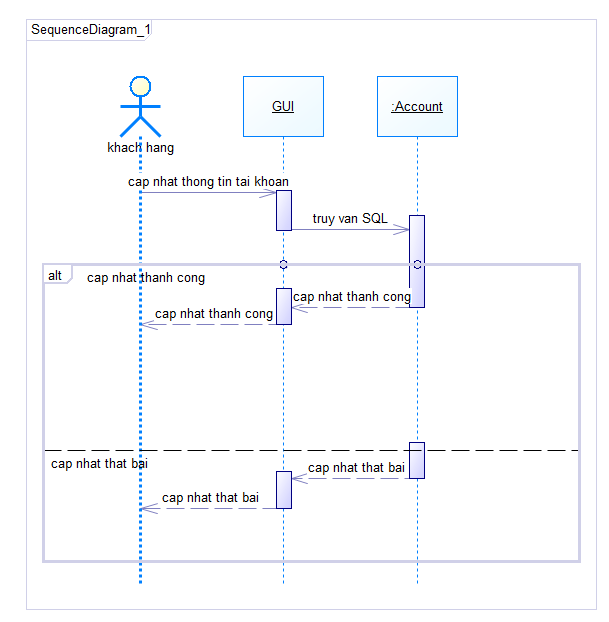 SequenceDiagram_1
khach hang
GUI
:Account
cap nhat thong tin tai khoan
truy van SQL
alt
cap nhat thanh cong
cap nhat thanh cong
cap nhat thanh cong
cap nhat that bai
cap nhat that bai
cap nhat that bai